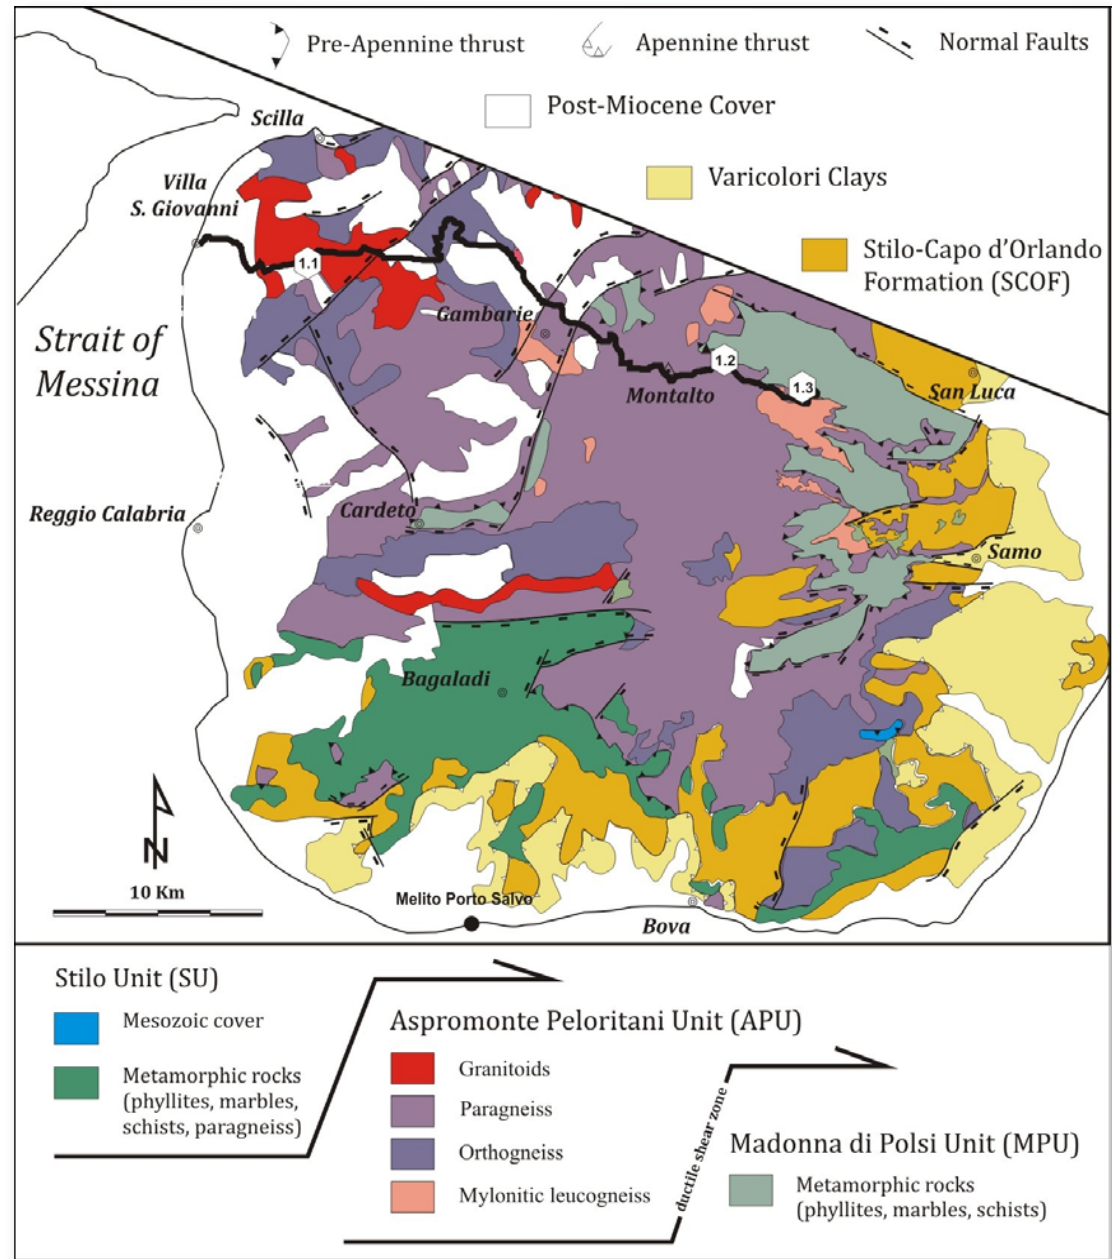 Pre-Apennine thrust
Apennine thrust
Normal Faults
Post-Miocene Cover
Scilla
Varicolori Clays
Villa
S. Giovanni
Stilo-Capo d'Orlando
Formation (SCOF)
1.1
Gambarie
Strait of
Messina
1.2
1.3
Montalto
San Luca
Reggio Calabria
Cardeto
Samo
Bagaladi
N
10 Km
Melito Porto Salvo
Bova
Stilo Unit (SU)
Mesozoic cover
Metamorphic rocks
(phyllites, marbles,
schists, paragneiss)
Aspromonte Peloritani Unit (APU)
Granitoids
Paragneiss
Orthogneiss
Mylonitic leucogneiss
ductile shear zone
Madonna di Polsi Unit (MPU)
Metamorphic rocks
(phyllites, marbles, schists)